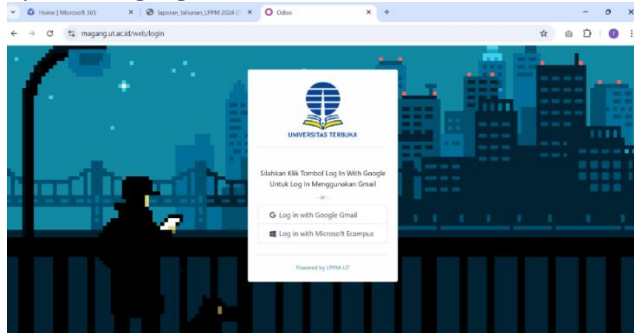 Home | Microsoft 365
laporan_tahunan_LPPM 2024 (
Odoo
magang.ut.ac.id/web/login
UNIVERSITAS TERBUKA
Silahkan Klik Tombol Log In With Google
Untuk Log In Menggunakan Gmail
- or -
Log in with Google Gmail
Log in with Microsoft Ecampus
Powered by LPPM UT